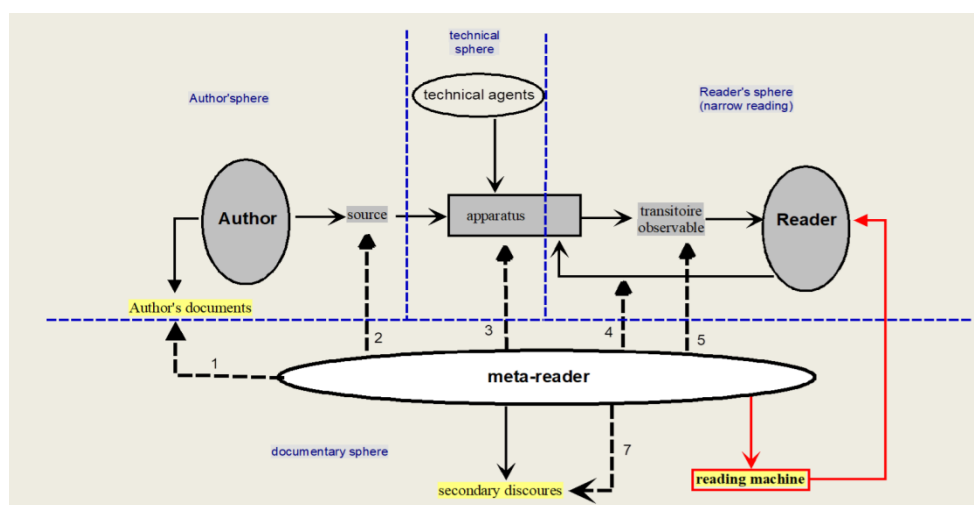 technical
sphere
Author'sphere
Reader's sphere
(narrow reading)
technical agents
Author
source
apparatus
transitoire
observable
Reader
Author's documents
1
2
3
4
5
meta-reader
documentary sphere
7
reading machine
secondary discoures